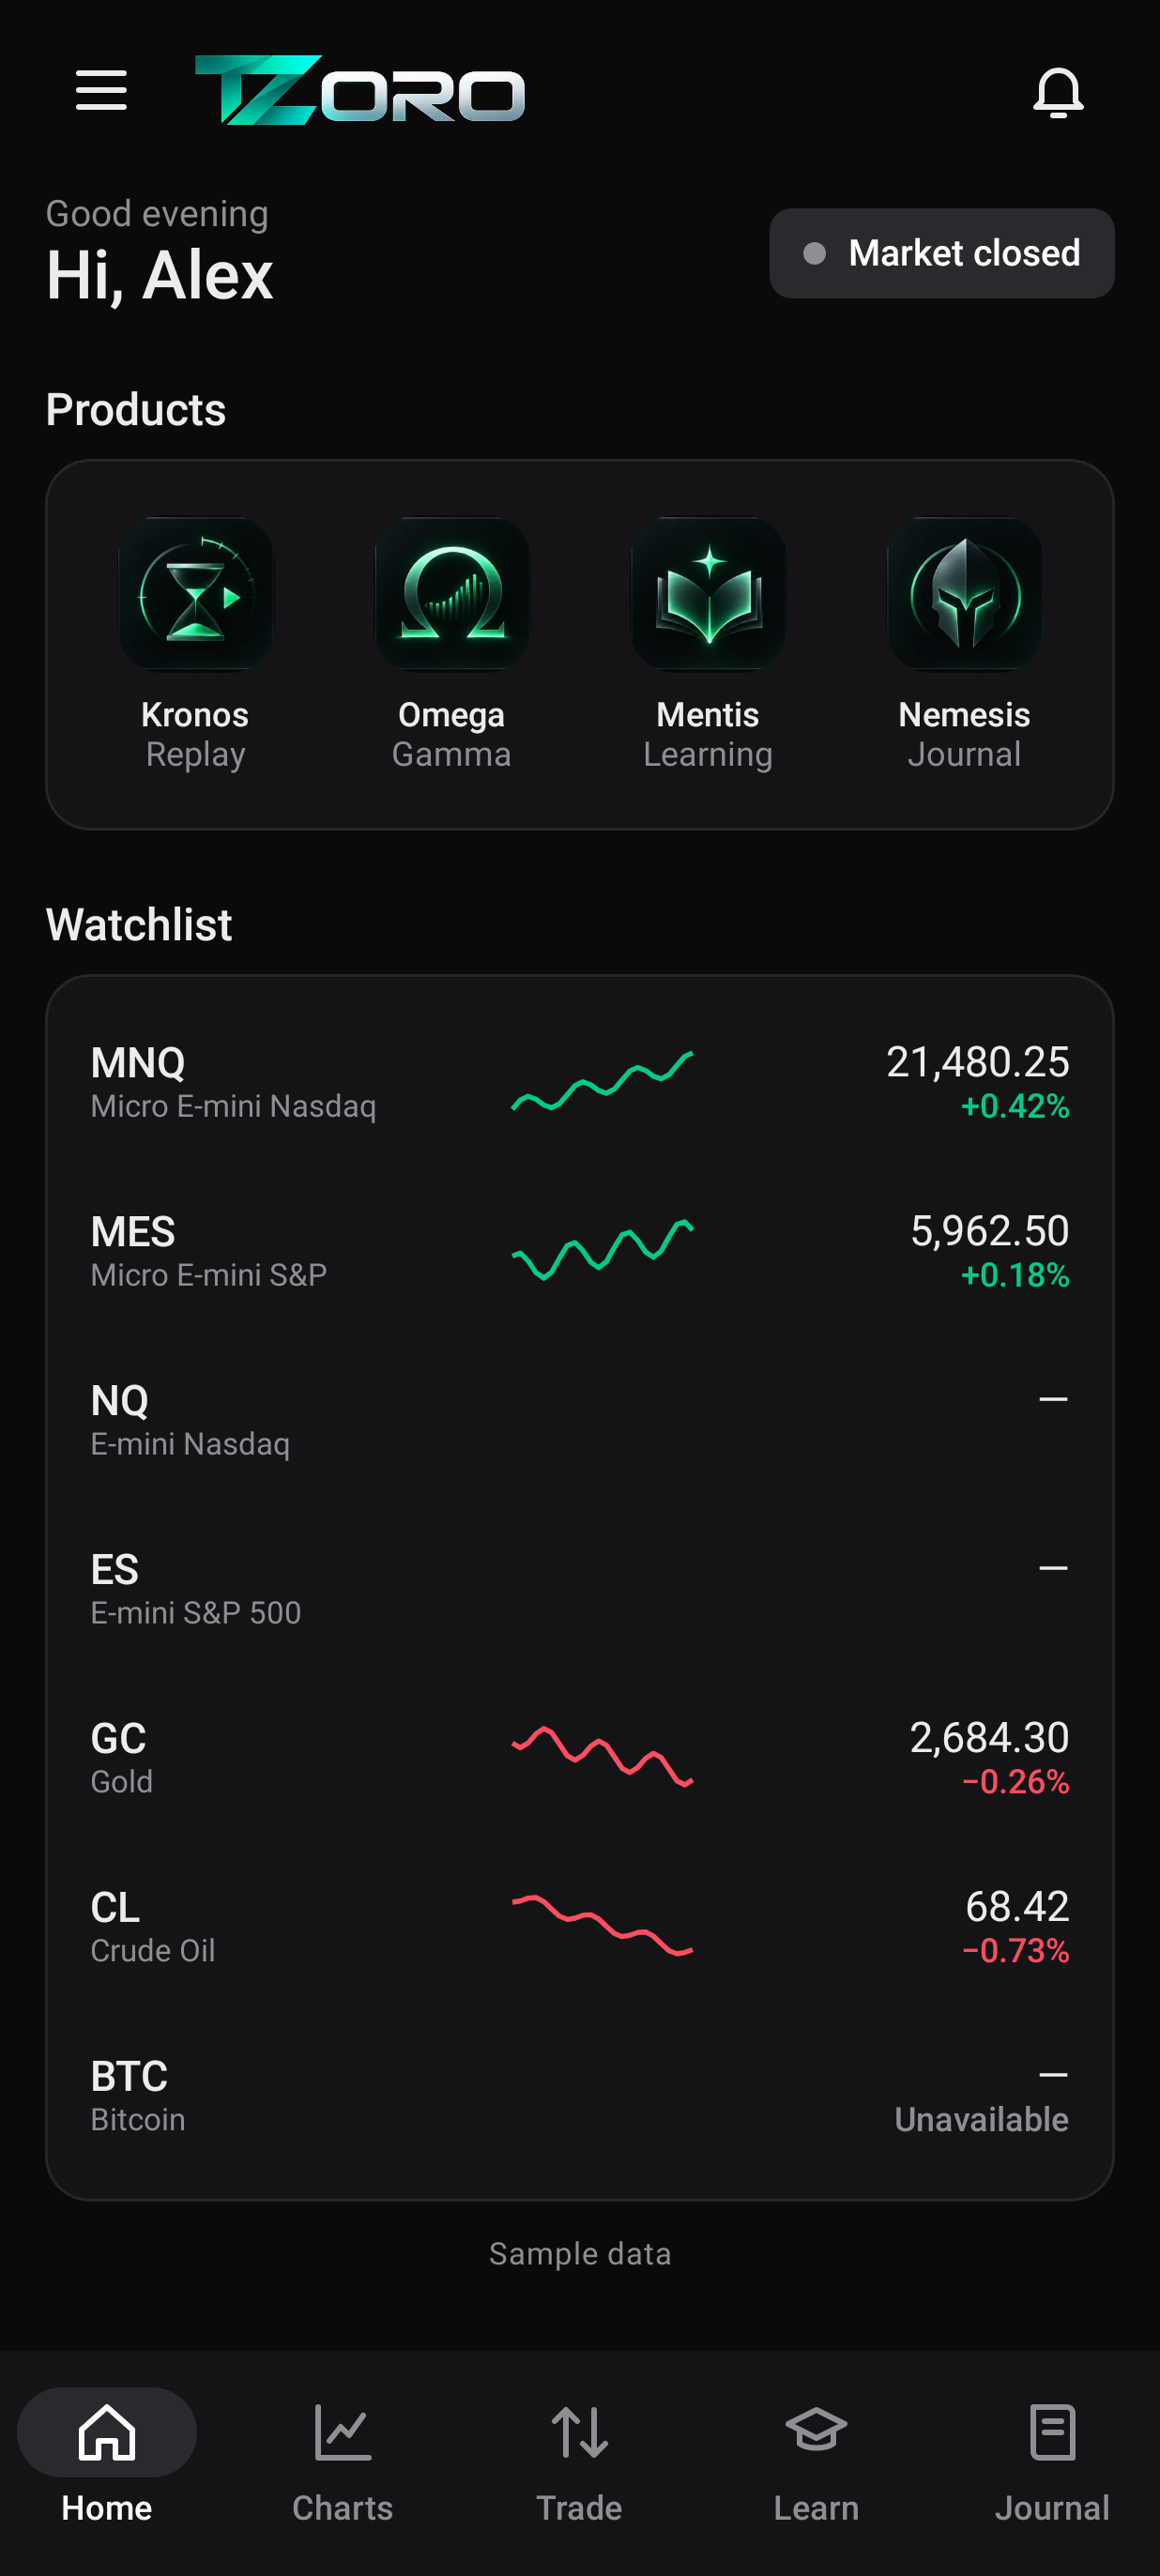 TZORO
Good evening
Hi, Alex
Market closed
Products
Kronos
Replay
Omega
Gamma
Mentis
Learning
Nemesis
Journal
Watchlist
MNQ
21,480.25
Micro E-mini Nasdaq
+0.42%
MES
5,962.50
Micro E-mini S&P
+0.18%
NQ
—
E-mini Nasdaq
ES
—
E-mini S&P 500
GC
2,684.30
Gold
−0.26%
CL
68.42
Crude Oil
−0.73%
BTC
—
Bitcoin
Unavailable
Sample data
Home
Charts
Trade
Learn
Journal